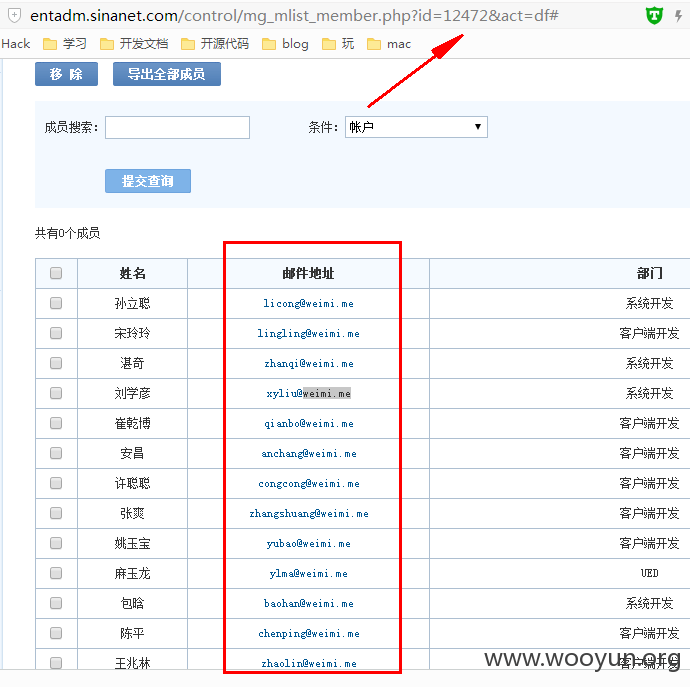 entadm.sinanet.com/control/mg_mlist_member.php?id=12472&act=df#
Hack 学习 开发文档 开源代码 blog 玩 mac
移 除 导出全部成员
成员搜索： 条件： 帐户
提交查询
共有0个成员
姓名 邮件地址 部门
孙立聪 licong@weimi.me 系统开发
宋玲玲 lingling@weimi.me 客户端开发
湛奇 zhanqi@weimi.me 系统开发
刘学彦 xyliu@weimi.me 系统开发
崔乾博 qianbo@weimi.me 客户端开发
安昌 anchang@weimi.me 客户端开发
许聪聪 congcong@weimi.me 客户端开发
张爽 zhangshuang@weimi.me 客户端开发
姚玉宝 yubao@weimi.me 客户端开发
麻玉龙 ylma@weimi.me UED
包晗 baohan@weimi.me 系统开发
陈平 chenping@weimi.me 客户端开发
王兆林 zhaolin@weimi.me 客户端开发
www.wooyun.org